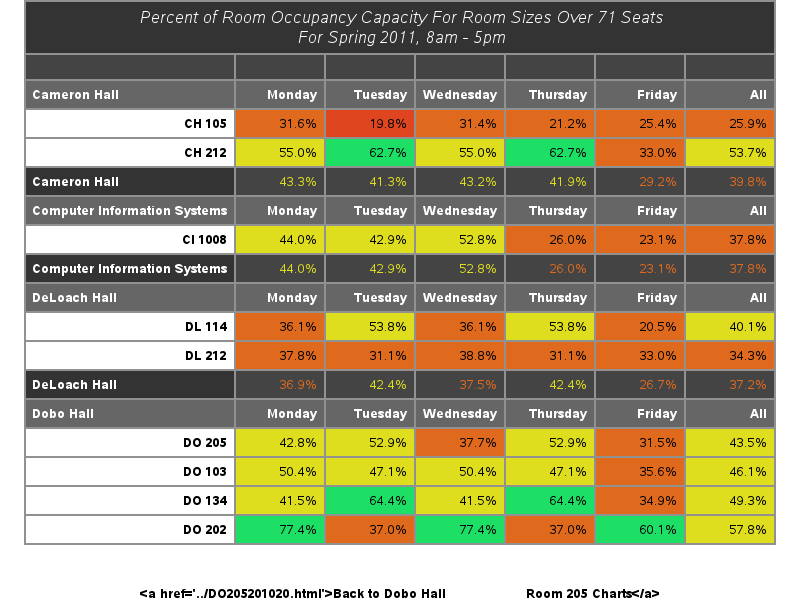 Percent of Room Occupancy Capacity For Room Sizes Over 71 Seats
For Spring 2011, 8am - 5pm
Cameron Hall Monday Tuesday Wednesday Thursday Friday All
CH 105 31.6% 19.8% 31.4% 21.2% 25.4% 25.9%
CH 212 55.0% 62.7% 55.0% 62.7% 33.0% 53.7%
Cameron Hall 43.3% 41.3% 43.2% 41.9% 29.2% 39.8%
Computer Information Systems Monday Tuesday Wednesday Thursday Friday All
CI 1008 44.0% 42.9% 52.8% 26.0% 23.1% 37.8%
Computer Information Systems 44.0% 42.9% 52.8% 26.0% 23.1% 37.8%
DeLoach Hall Monday Tuesday Wednesday Thursday Friday All
DL 114 36.1% 53.8% 36.1% 53.8% 20.5% 40.1%
DL 212 37.8% 31.1% 38.8% 31.1% 33.0% 34.3%
DeLoach Hall 36.9% 42.4% 37.5% 42.4% 26.7% 37.2%
Dobo Hall Monday Tuesday Wednesday Thursday Friday All
DO 205 42.8% 52.9% 37.7% 52.9% 31.5% 43.5%
DO 103 50.4% 47.1% 50.4% 47.1% 35.6% 46.1%
DO 134 41.5% 64.4% 41.5% 64.4% 34.9% 49.3%
DO 202 77.4% 37.0% 77.4% 37.0% 60.1% 57.8%
<a href='../DO205201020.html'>Back to Dobo Hall Room 205 Charts</a>